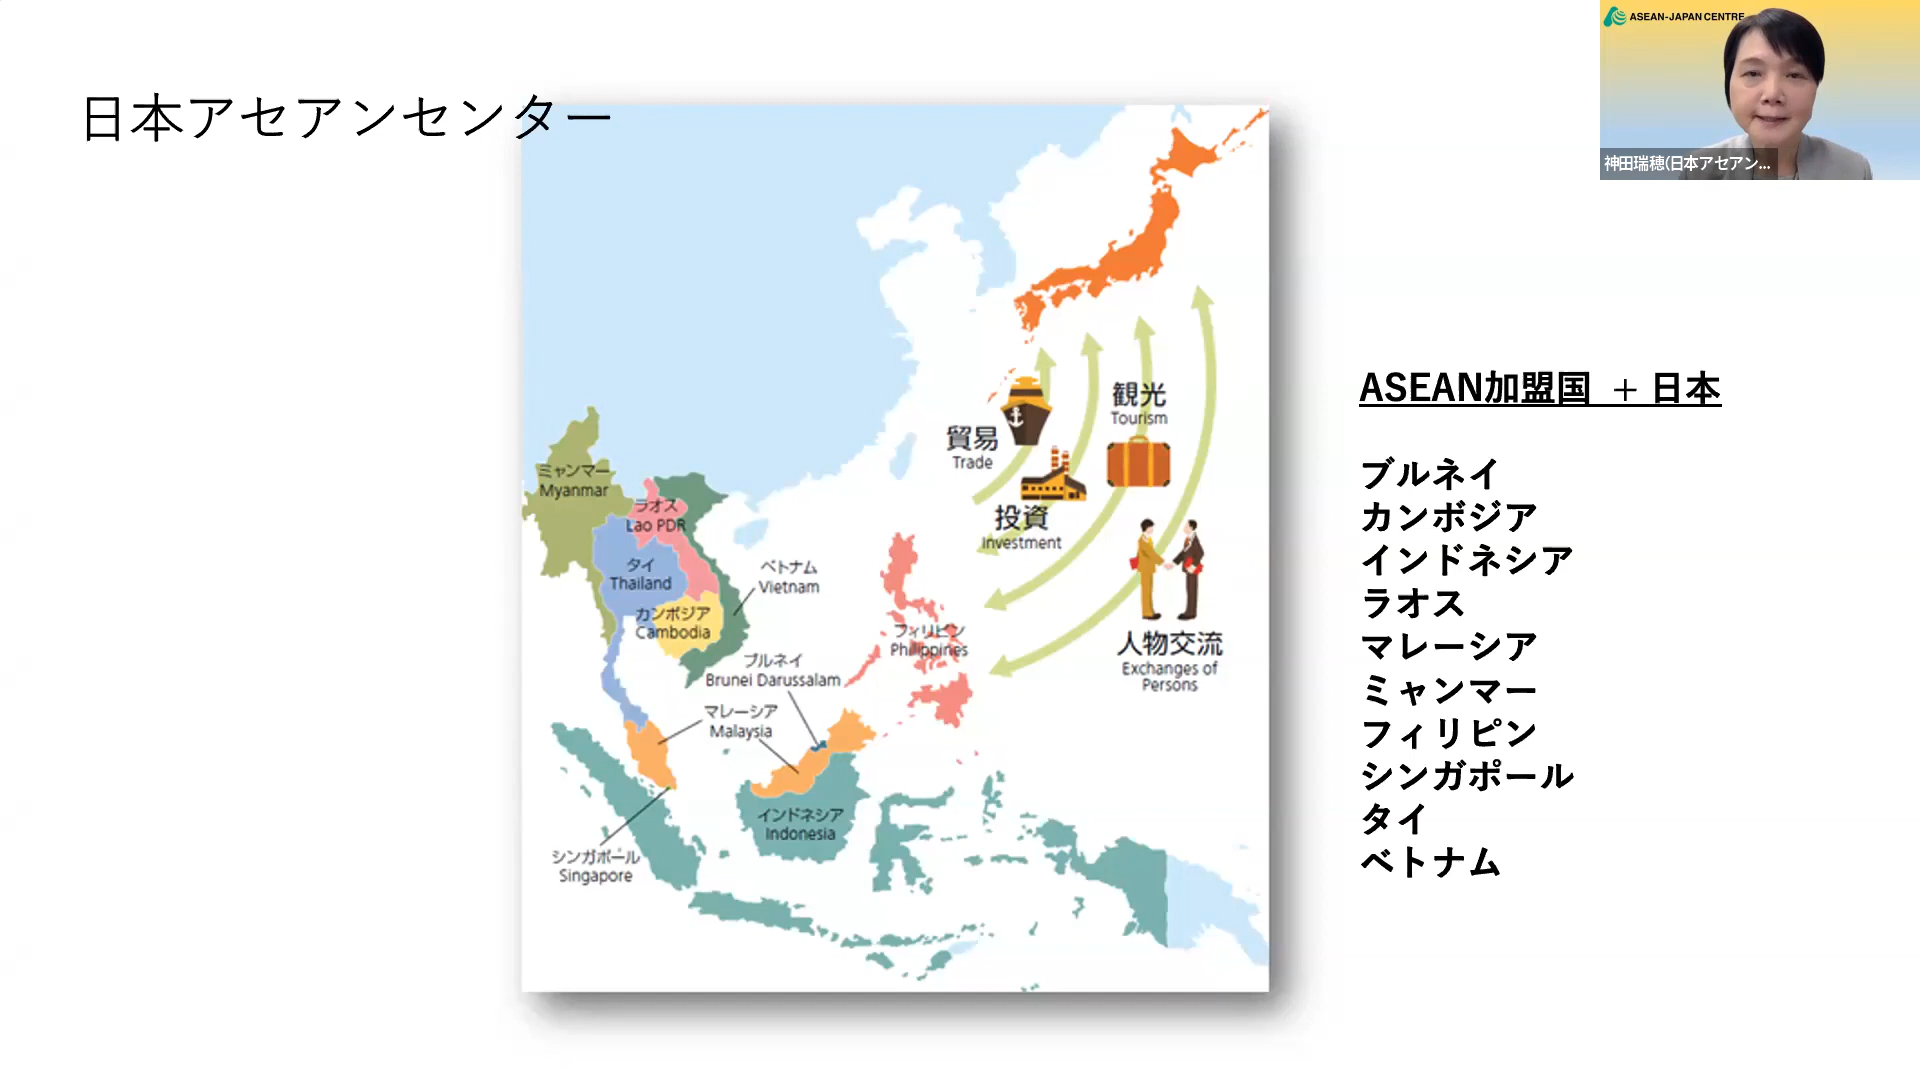 日本アセアンセンター
ASEAN-JAPAN CENTRE
神田瑞穂(日本アセアン...
観光
Tourism
貿易
Trade
投資
Investment
人物交流
Exchanges of
Persons
ミャンマー
Myanmar
ラオス
Lao PDR
タイ
Thailand
カンボジア
Cambodia
ベトナム
Vietnam
フィリピン
Philippines
ブルネイ
Brunei Darussalam
マレーシア
Malaysia
インドネシア
Indonesia
シンガポール
Singapore
ASEAN加盟国 + 日本
ブルネイ
カンボジア
インドネシア
ラオス
マレーシア
ミャンマー
フィリピン
シンガポール
タイ
ベトナム